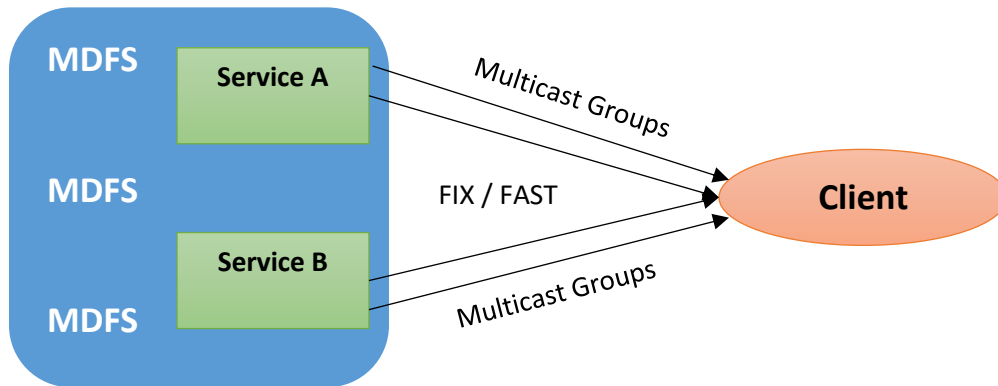 MDFS
Service A
Multicast Groups
MDFS
FIX / FAST
Client
Service B
Multicast Groups
MDFS